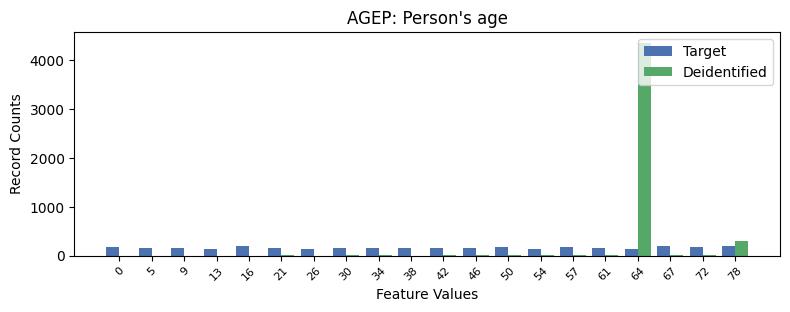 AGEP: Person's age
Target
Deidentified
Record Counts
4000
3000
2000
1000
0
0 5 9 13 16 21 26 30 34 38 42 46 50 54 57 61 64 67 72 78
Feature Values